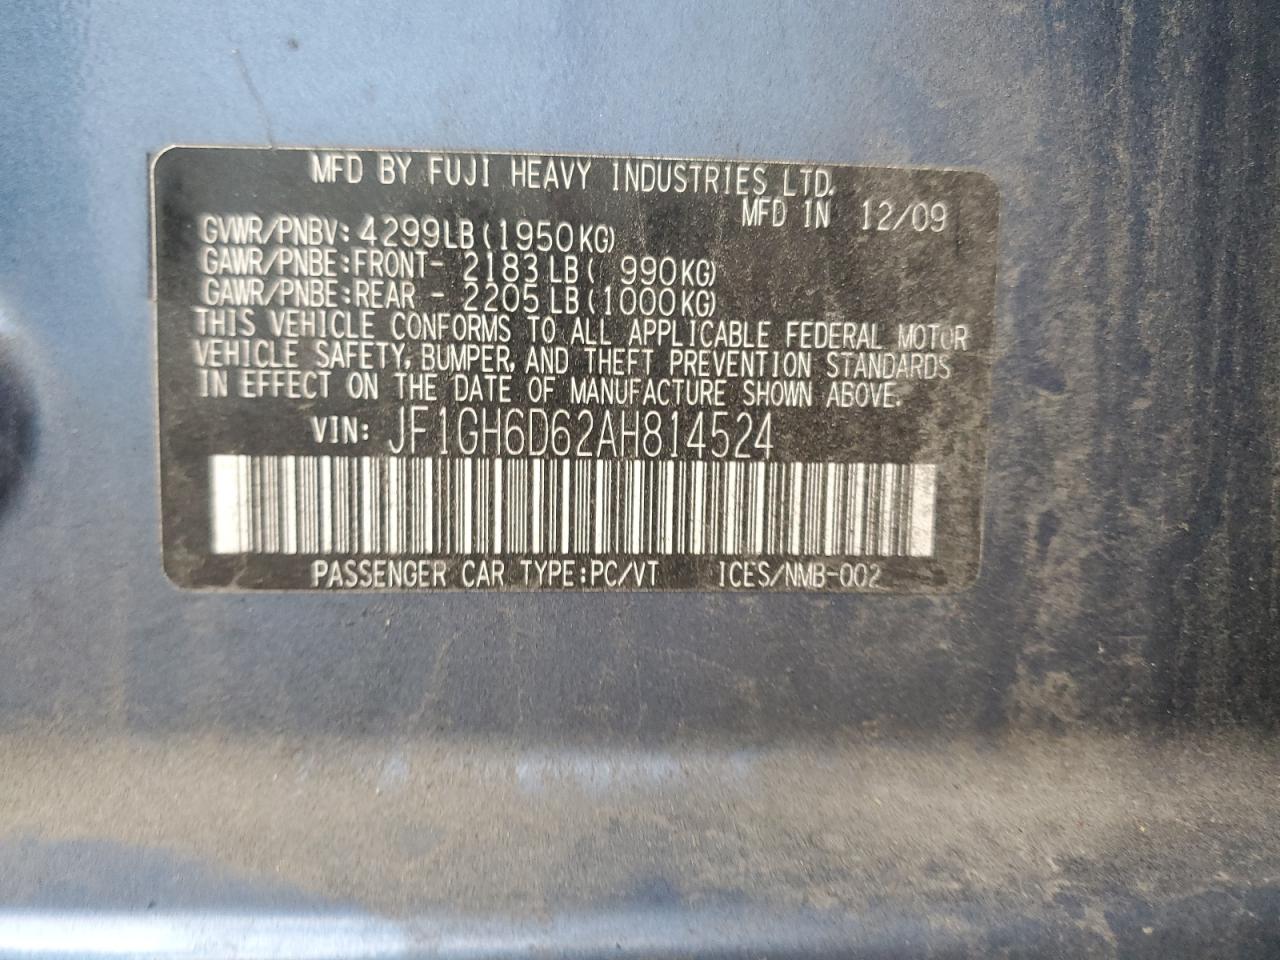 MFD BY FUJI HEAVY INDUSTRIES LTD.
MFD IN 12/09
GVWR/PNBV: 4299LB (1950KG)
GAWR/PNBE:FRONT- 2183LB( 990KG)
GAWR/PNBE:REAR - 2205LB(1000KG)
THIS VEHICLE CONFORMS TO ALL APPLICABLE FEDERAL MOTOR
VEHICLE SAFETY, BUMPER, AND THEFT PREVENTION STANDARDS
IN EFFECT ON THE DATE OF MANUFACTURE SHOWN ABOVE.
VIN: JF1GH6D62AH814524
PASSENGER CAR TYPE:PC/VT ICES/NMB-002